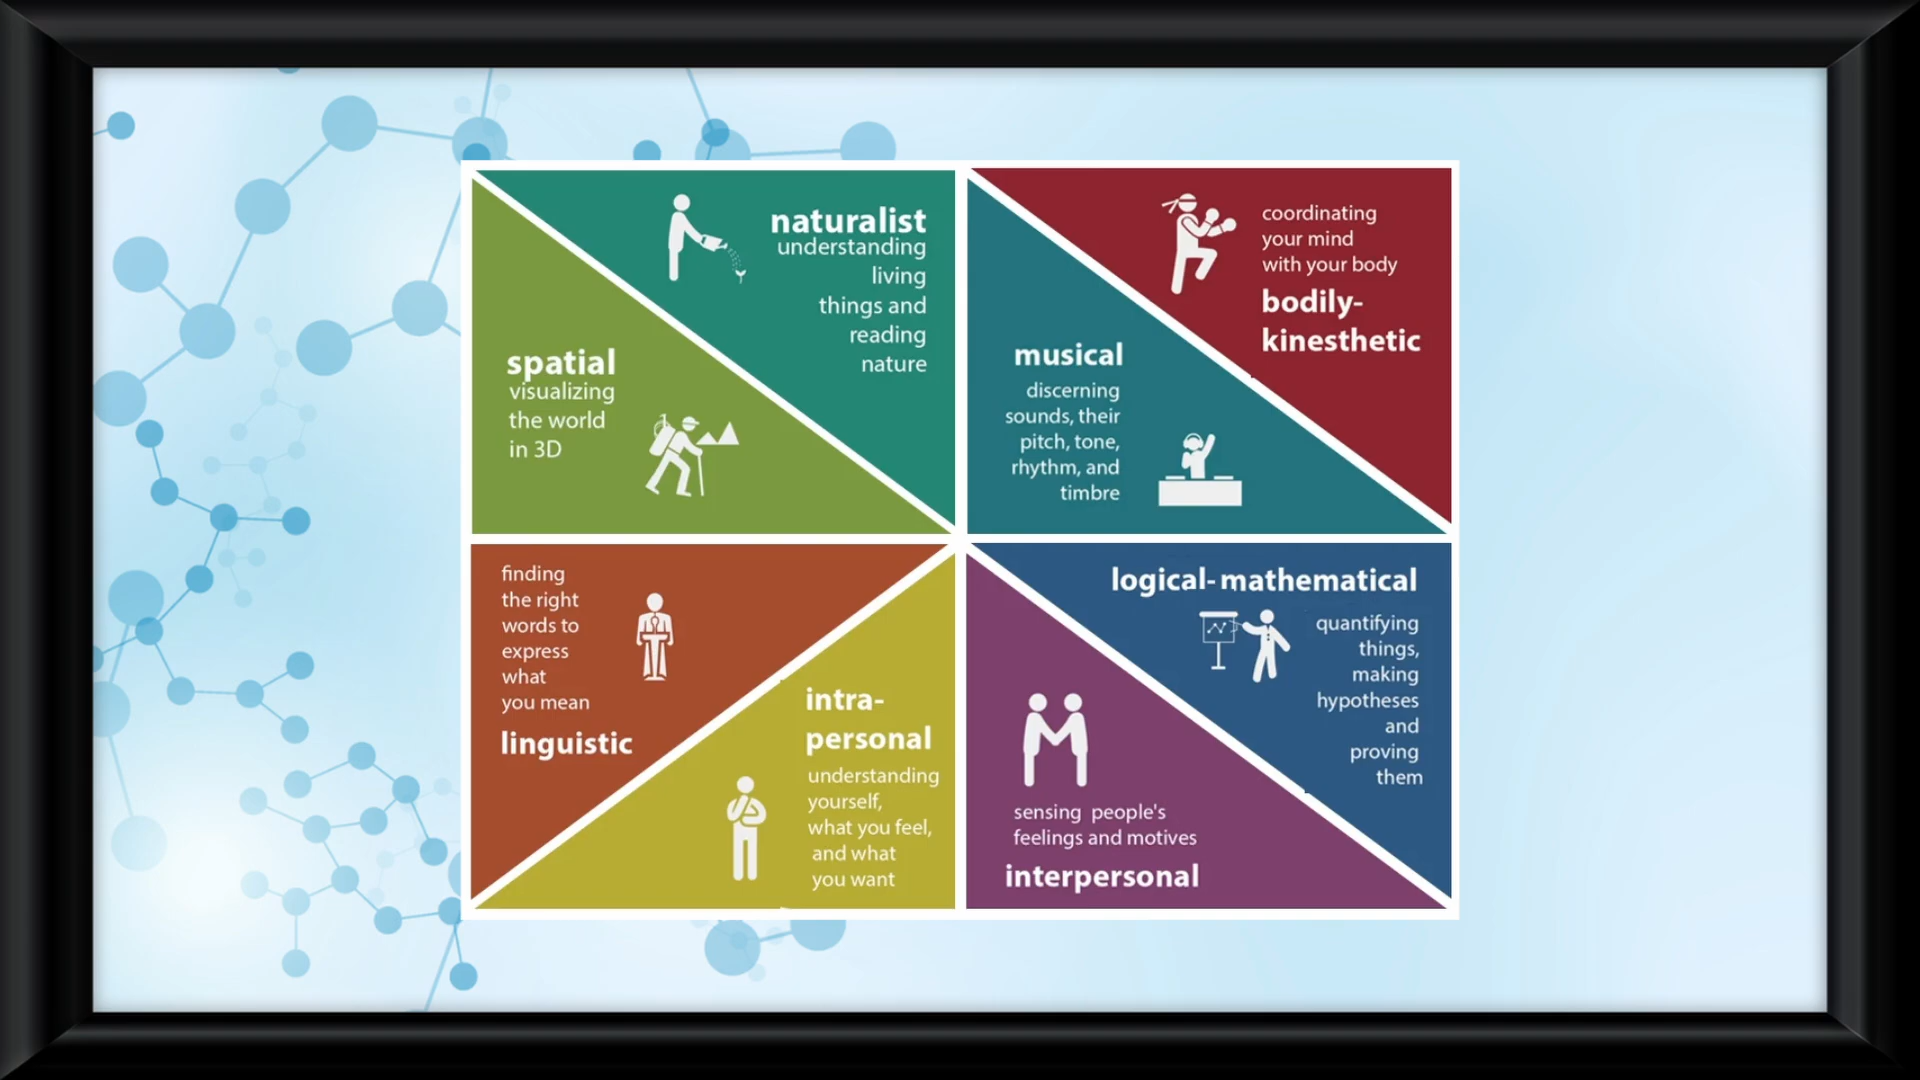 naturalist
understanding
living
things and
reading
nature
spatial
visualizing
the world
in 3D
coordinating
your mind
with your body
bodily-
kinesthetic
musical
discerning
sounds, their
pitch, tone,
rhythm, and
timbre
finding
the right
words to
express
what
you mean
linguistic
intra-
personal
understanding
yourself,
what you feel,
and what
you want
logical-mathematical
quantifying
things,
making
hypotheses
and
proving
them
sensing people's
feelings and motives
interpersonal